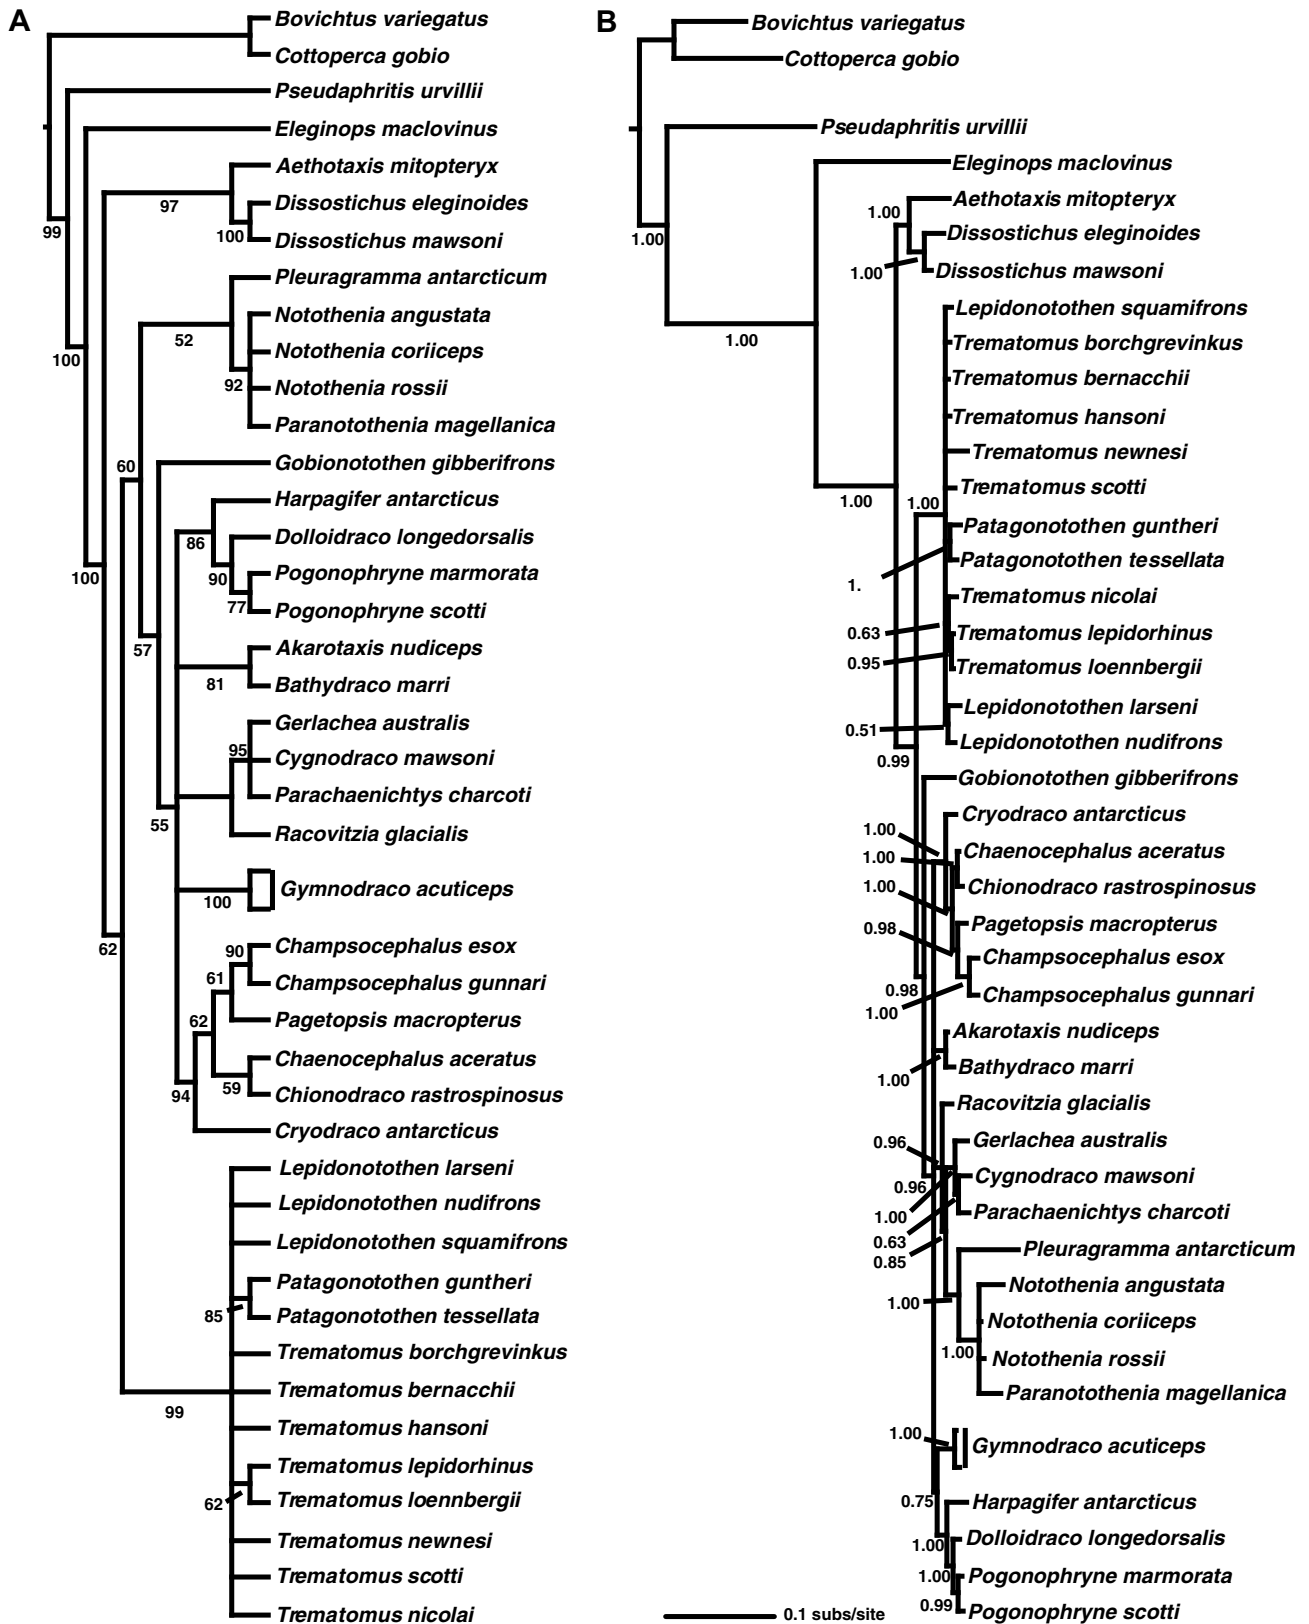 A
Bovichtus variegatus
Cottoperca gobio
Pseudaphritis urvillii
Eleginops maclovinus
Aethotaxis mitopteryx
97
Dissostichus eleginoides
99
100
Dissostichus mawsoni
Pleuragramma antarcticum
Notothenia angustata
52
Notothenia coriiceps
100
92
Notothenia rossii
Paranotothenia magellanica
60
Gobionotothen gibberifrons
Harpagifer antarcticus
86
Dolloidraco longedorsalis
100
90
Pogonophryne marmorata
77
Pogonophryne scotti
57
Akarotaxis nudiceps
81
Bathydraco marri
Gerlachea australis
95
Cygnodraco mawsoni
Parachaenichtys charcoti
55
Racovitzia glacialis
100
Gymnodraco acuticeps
62
90
Champsocephalus esox
61
Champsocephalus gunnari
62
Pagetopsis macropterus
Chaenocephalus aceratus
59
94
Chionodraco rastrospinosus
Cryodraco antarcticus
Lepidonotothen larseni
Lepidonotothen nudifrons
Lepidonotothen squamifrons
Patagonotothen guntheri
85
Patagonotothen tessellata
Trematomus borchgrevinkus
Trematomus bernacchii
99
Trematomus hansoni
Trematomus lepidorhinus
62
Trematomus loennbergii
Trematomus newnesi
Trematomus scotti
Trematomus nicolai
B
Bovichtus variegatus
Cottoperca gobio
Pseudaphritis urvillii
Eleginops maclovinus
Aethotaxis mitopteryx
1.00
Dissostichus eleginoides
1.00
1.00
Dissostichus mawsoni
Lepidonotothen squamifrons
1.00
Trematomus borchgrevinkus
Trematomus bernacchii
Trematomus hansoni
Trematomus newnesi
Trematomus scotti
1.00
1.00
Patagonotothen guntheri
Patagonotothen tessellata
1.
Trematomus nicolai
0.63
Trematomus lepidorhinus
0.95
Trematomus loennbergii
Lepidonotothen larseni
0.51
Lepidonotothen nudifrons
0.99
Gobionotothen gibberifrons
Cryodraco antarcticus
1.00
Chaenocephalus aceratus
1.00
Chionodraco rastrospinosus
1.00
Pagetopsis macropterus
0.98
Champsocephalus esox
0.98
Champsocephalus gunnari
1.00
Akarotaxis nudiceps
Bathydraco marri
1.00
Racovitzia glacialis
0.96
Gerlachea australis
0.96
Cygnodraco mawsoni
1.00
Parachaenichtys charcoti
0.63
0.85
Pleuragramma antarcticum
Notothenia angustata
1.00
Notothenia coriiceps
1.00
Notothenia rossii
Paranotothenia magellanica
1.00
Gymnodraco acuticeps
0.75
Harpagifer antarcticus
Dolloidraco longedorsalis
1.00
1.00
Pogonophryne marmorata
0.99
Pogonophryne scotti
0.1 subs/site